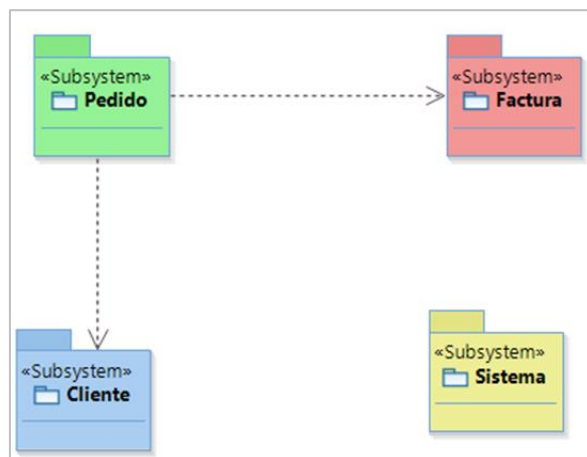 «Subsystem»
Pedido
«Subsystem»
Factura
«Subsystem»
Cliente
«Subsystem»
Sistema